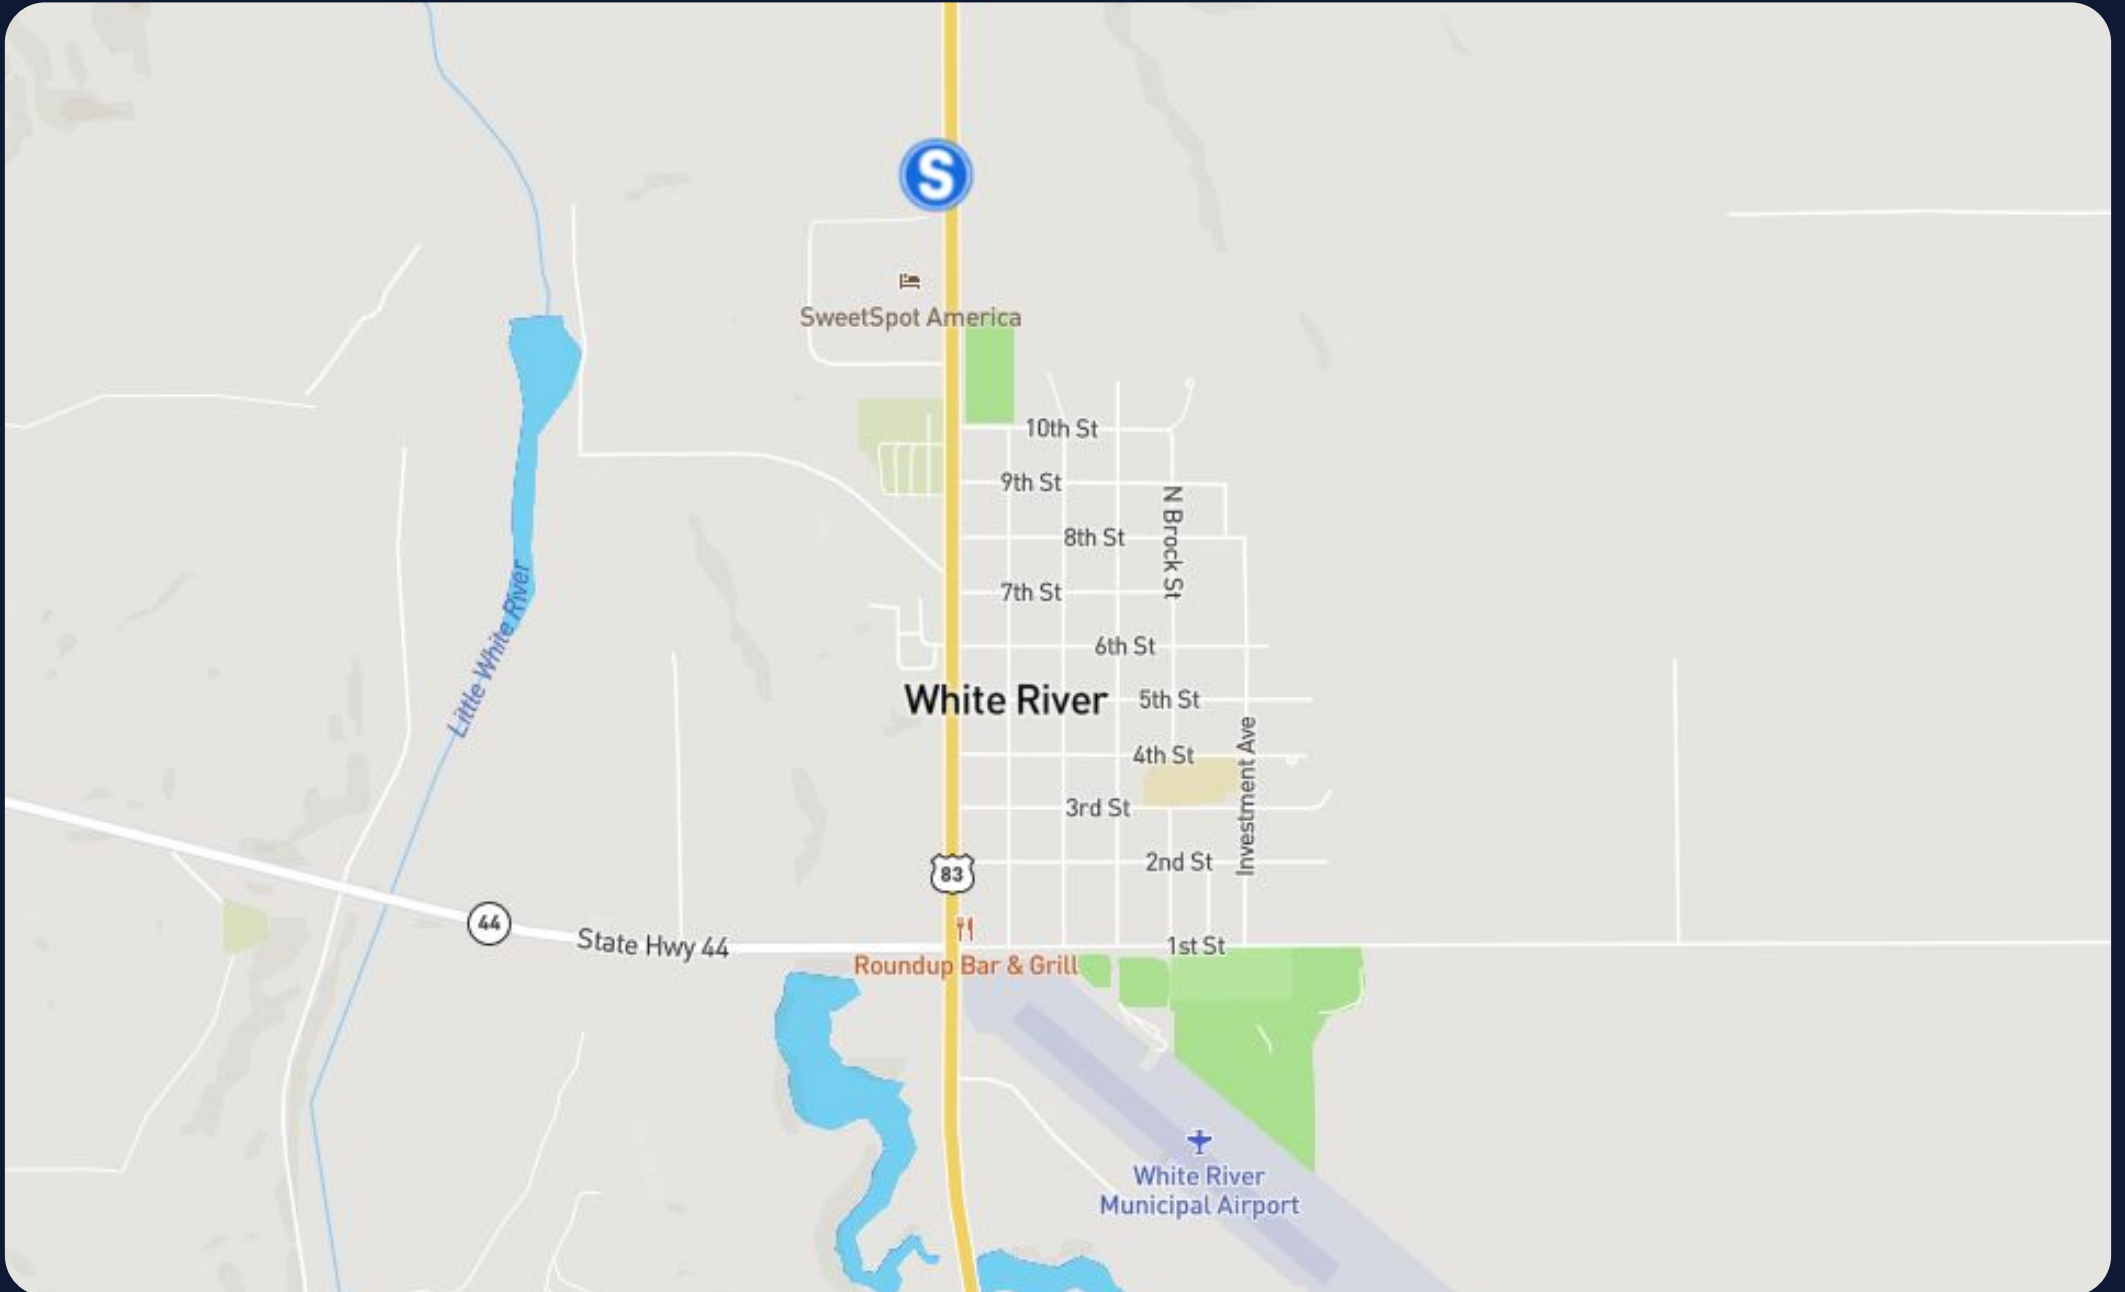 S
SweetSpot America
10th St
9th St
N Brock St
8th St
7th St
Little White River
6th St
White River
5th St
4th St
Investment Ave
3rd St
2nd St
83
44
State Hwy 44
1st St
Roundup Bar & Grill
White River
Municipal Airport